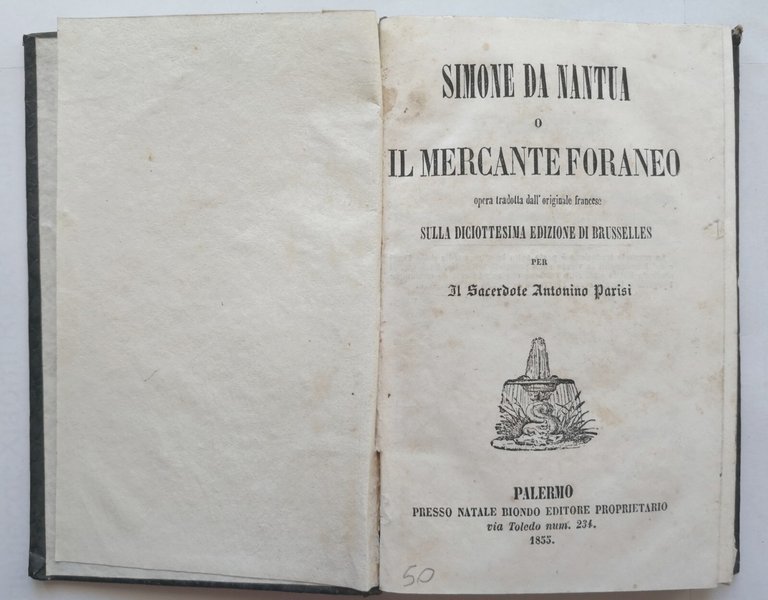 SIMONE DA NANTUA
O
IL MERCANTE FORANEO
opera tradotta dall' originale francese
SULLA DICIOTTESIMA EDIZIONE DI BRUSSELLES
PER
Il Sacerdote Antonino Parisi
PALERMO
PRESSO NATALE BIONDO EDITORE PROPRIETARIO
via Toledo num. 234.
1855.
50